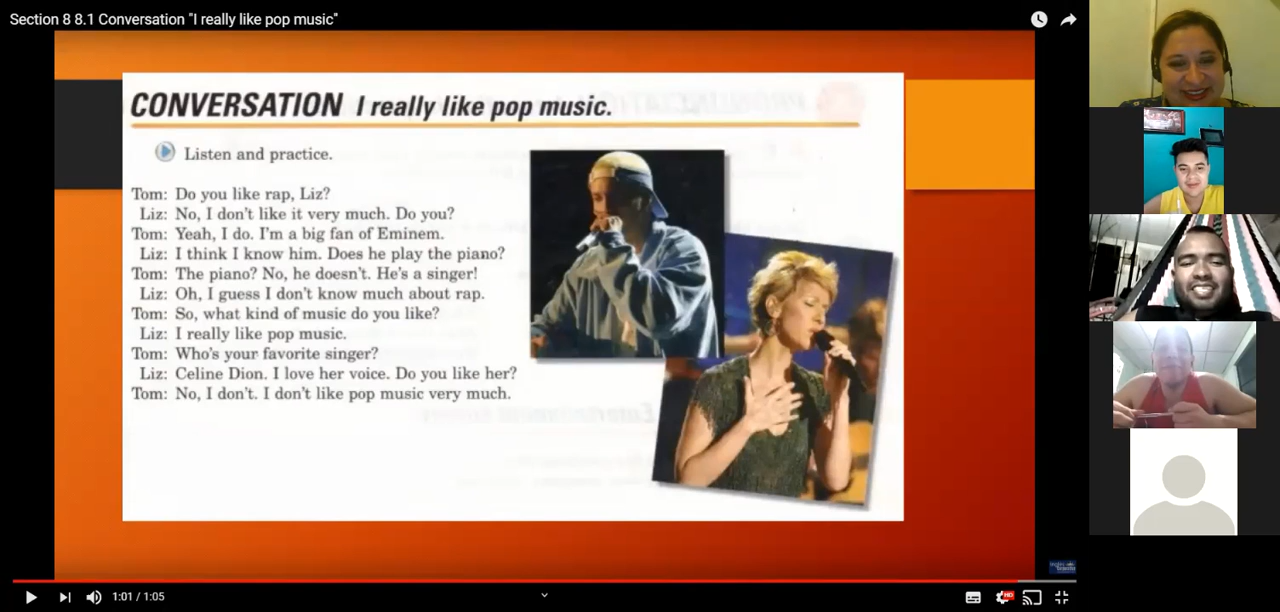 Section 8 8.1 Conversation "I really like pop music"
CONVERSATION I really like pop music.
Listen and practice.
Tom: Do you like rap, Liz?
Liz: No, I don't like it very much. Do you?
Tom: Yeah, I do. I'm a big fan of Eminem.
Liz: I think I know him. Does he play the piano?
Tom: The piano? No, he doesn't. He's a singer!
Liz: Oh, I guess I don't know much about rap.
Tom: So, what kind of music do you like?
Liz: I really like pop music.
Tom: Who's your favorite singer?
Liz: Celine Dion. I love her voice. Do you like her?
Tom: No, I don't. I don't like pop music very much.
1:01 / 1:05
HD